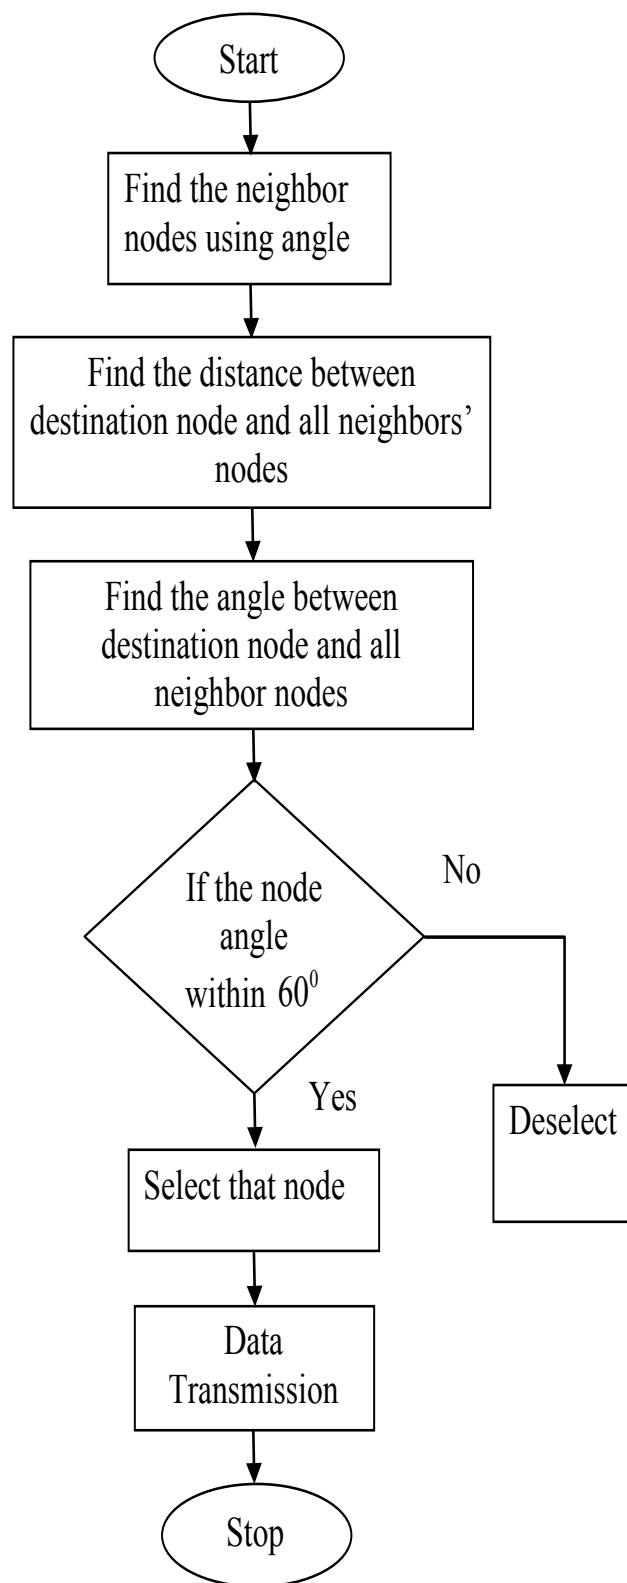 Start
Find the neighbor
nodes using angle
Find the distance between
destination node and all neighbors’
nodes
Find the angle between
destination node and all
neighbor nodes
If the node
angle
within 60⁰
No
Yes
Deselect
Select that node
Data
Transmission
Stop